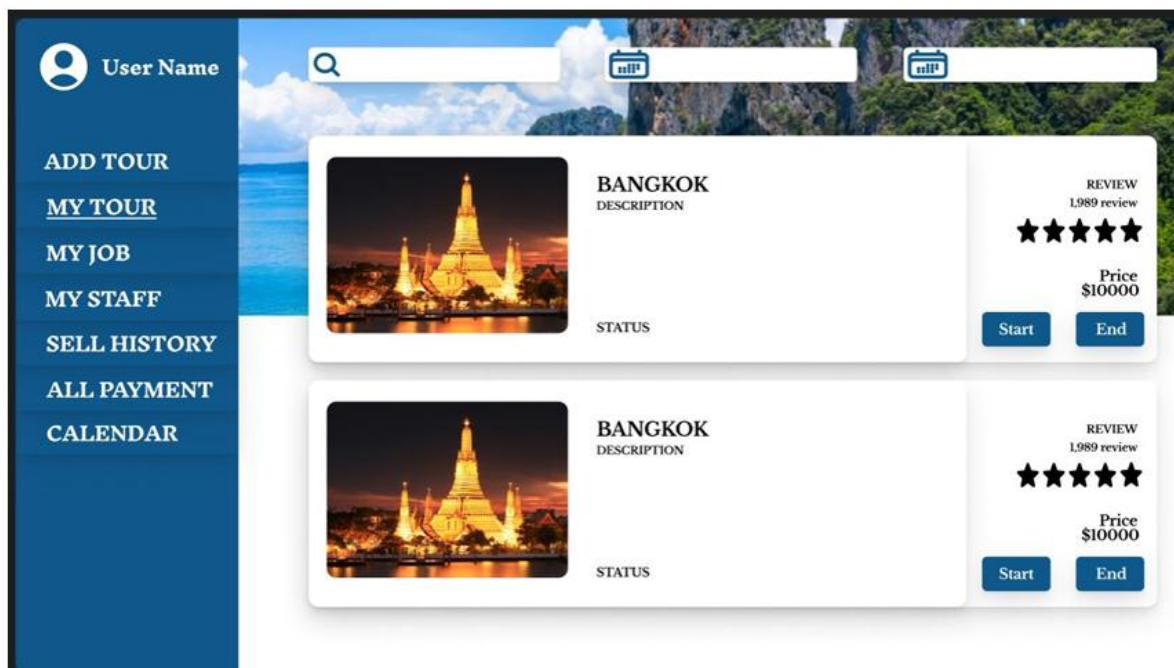 User Name
ADD TOUR
MY TOUR
MY JOB
MY STAFF
SELL HISTORY
ALL PAYMENT
CALENDAR
BANGKOK
DESCRIPTION
STATUS
REVIEW
1,989 review
Price
$10000
Start End
BANGKOK
DESCRIPTION
STATUS
REVIEW
1,989 review
Price
$10000
Start End